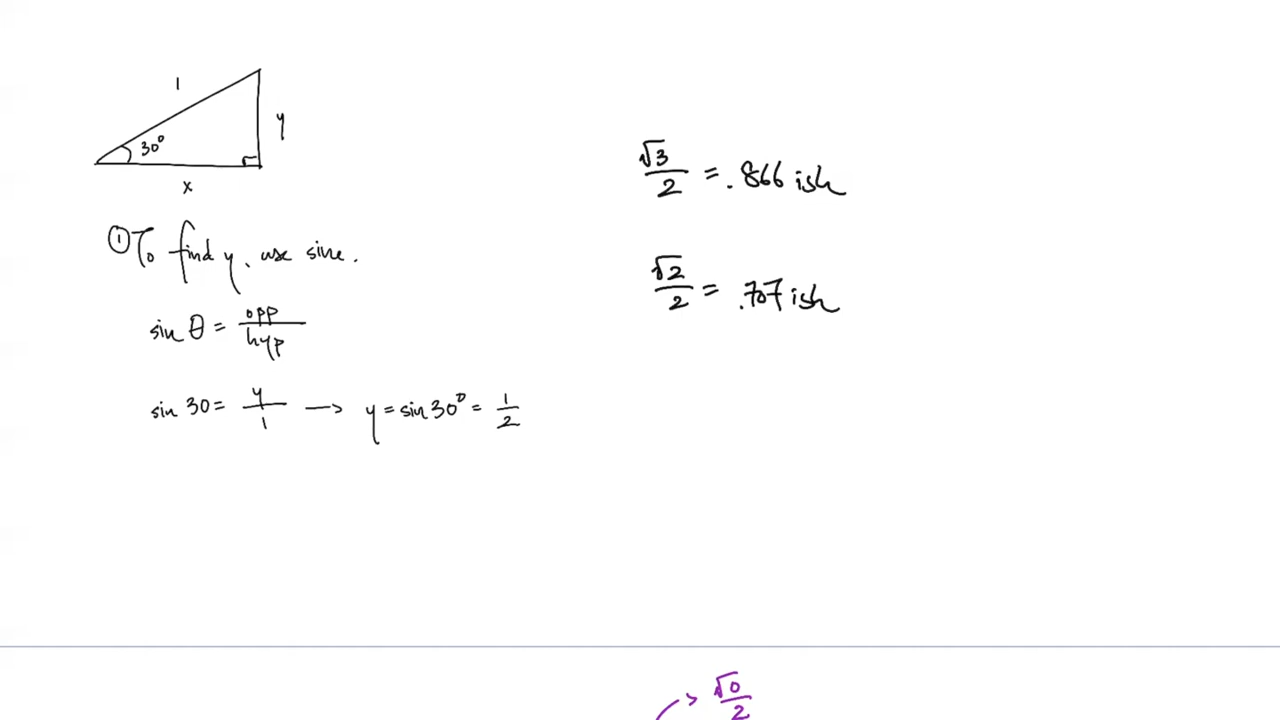 1
30°
y
x
① To find y, use sine.
sin θ = opp/hyp
sin 30 = y/1 → y = sin 30° = 1/2
√3/2 = .866 ish
√2/2 = .707 ish
→ √0/2